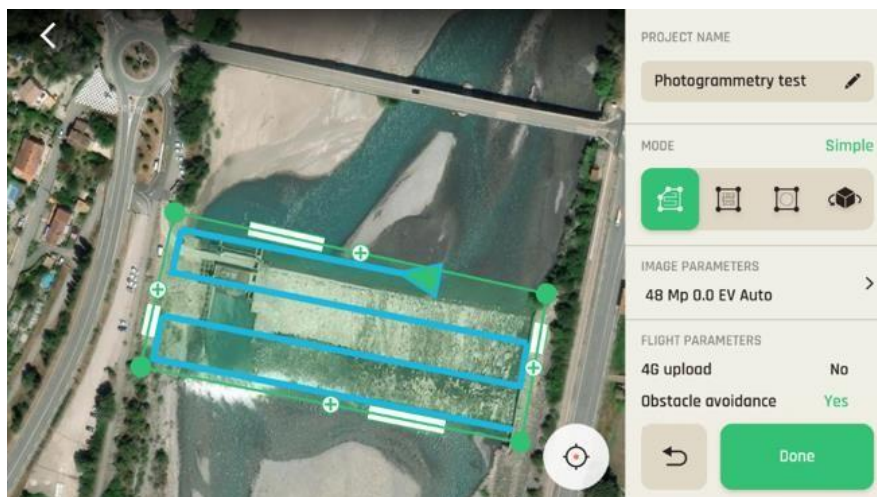 PROJECT NAME
Photogrammetry test
MODE
Simple
IMAGE PARAMETERS
48 Mp 0.0 EV Auto
FLIGHT PARAMETERS
4G upload
No
Obstacle avoidance
Yes
Done